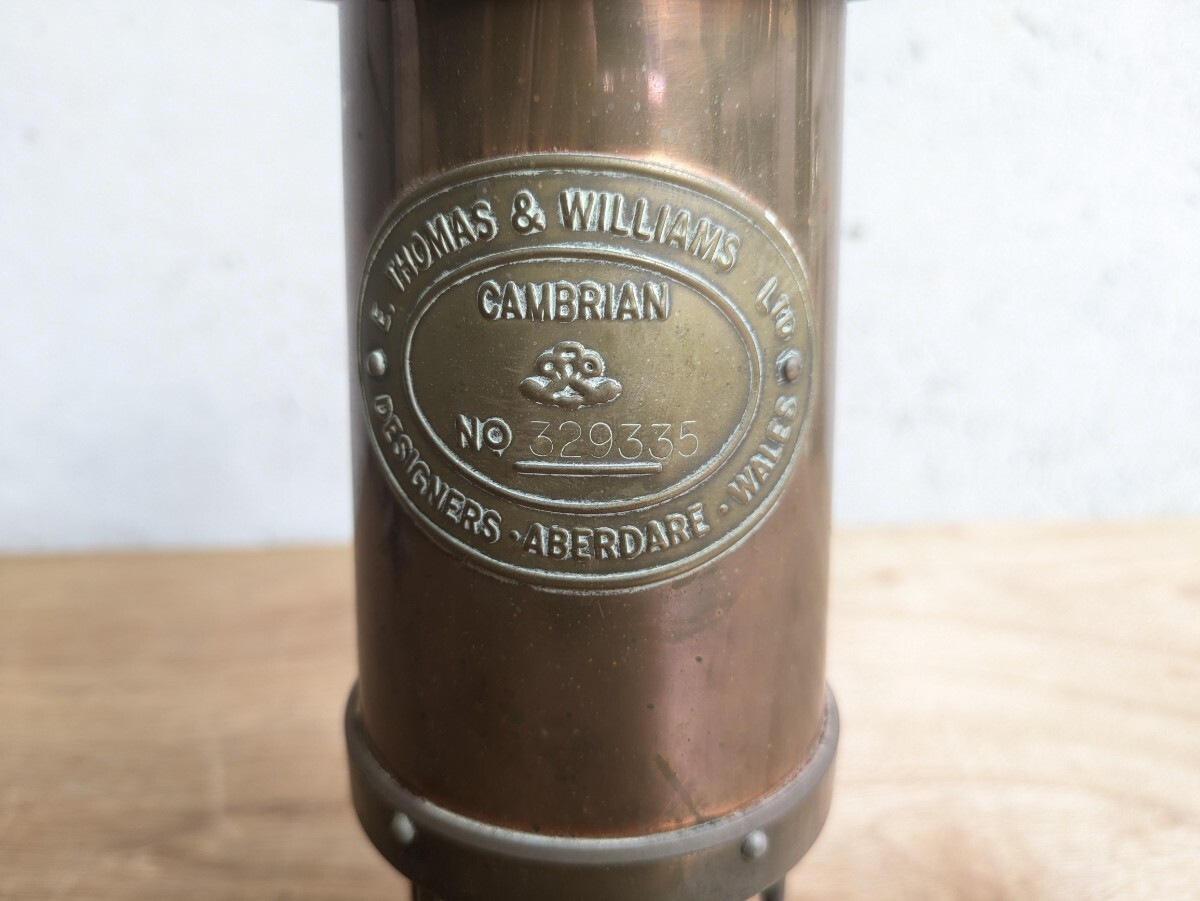 E. THOMAS & WILLIAMS LTD.
CAMBRIAN
NO 329335
DESIGNERS · ABERDARE · WALES